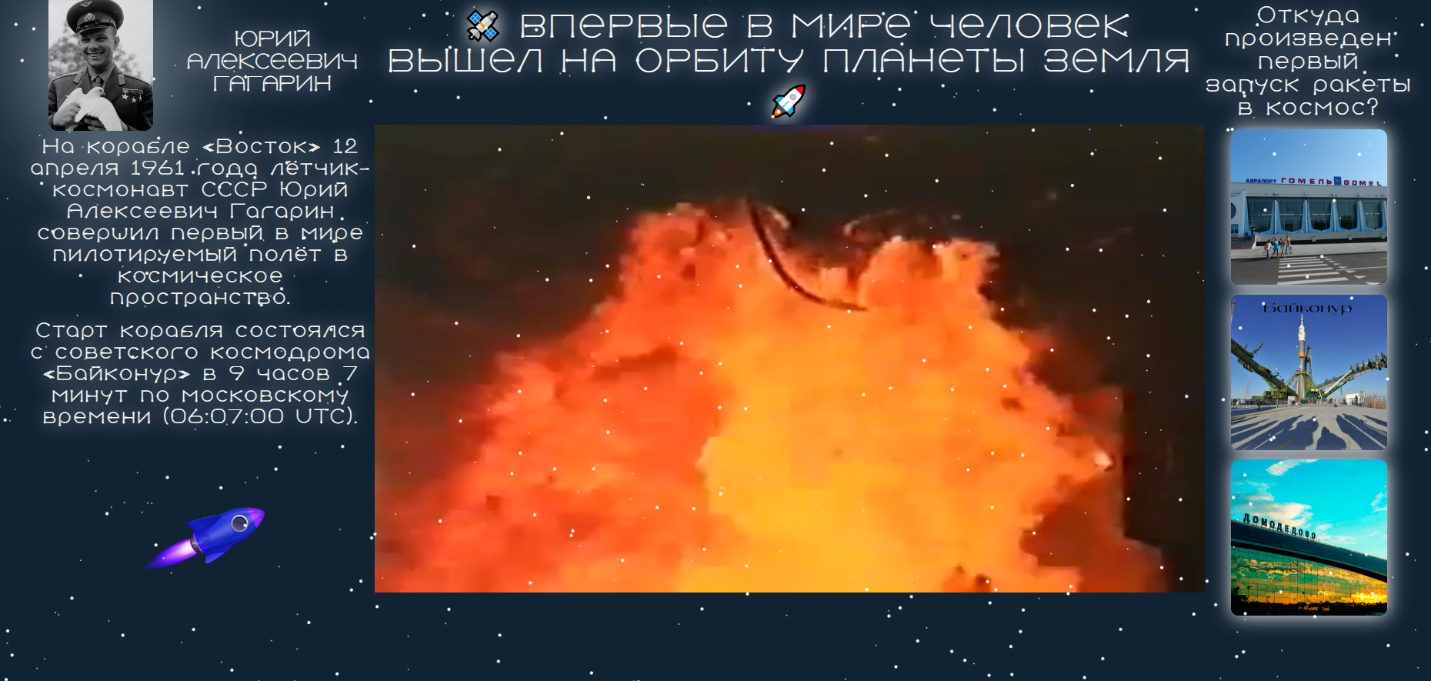 ЮРИЙ
АЛЕКСЕЕВИЧ
ГАГАРИН
На корабле «Восток» 12
апреля 1961 года лётчик-
космонавт СССР Юрий
Алексеевич Гагарин
совершил первый в мире
пилотируемый полёт в
космическое
пространство.
Старт корабля состоялся
с советского космодрома
«Байконур» в 9 часов 7
минут по московскому
времени (06:07:00 UTC).
ВПЕРВЫЕ В МИРЕ ЧЕЛОВЕК
ВЫШЕЛ НА ОРБИТУ ПЛАНЕТЫ ЗЕМЛЯ
Откуда
произведен
первый
запуск ракеты
в космос?
АЭРАПОРТ ГОМЕЛЬ GOMEL
Байконур
ДОМОДЕДОВО